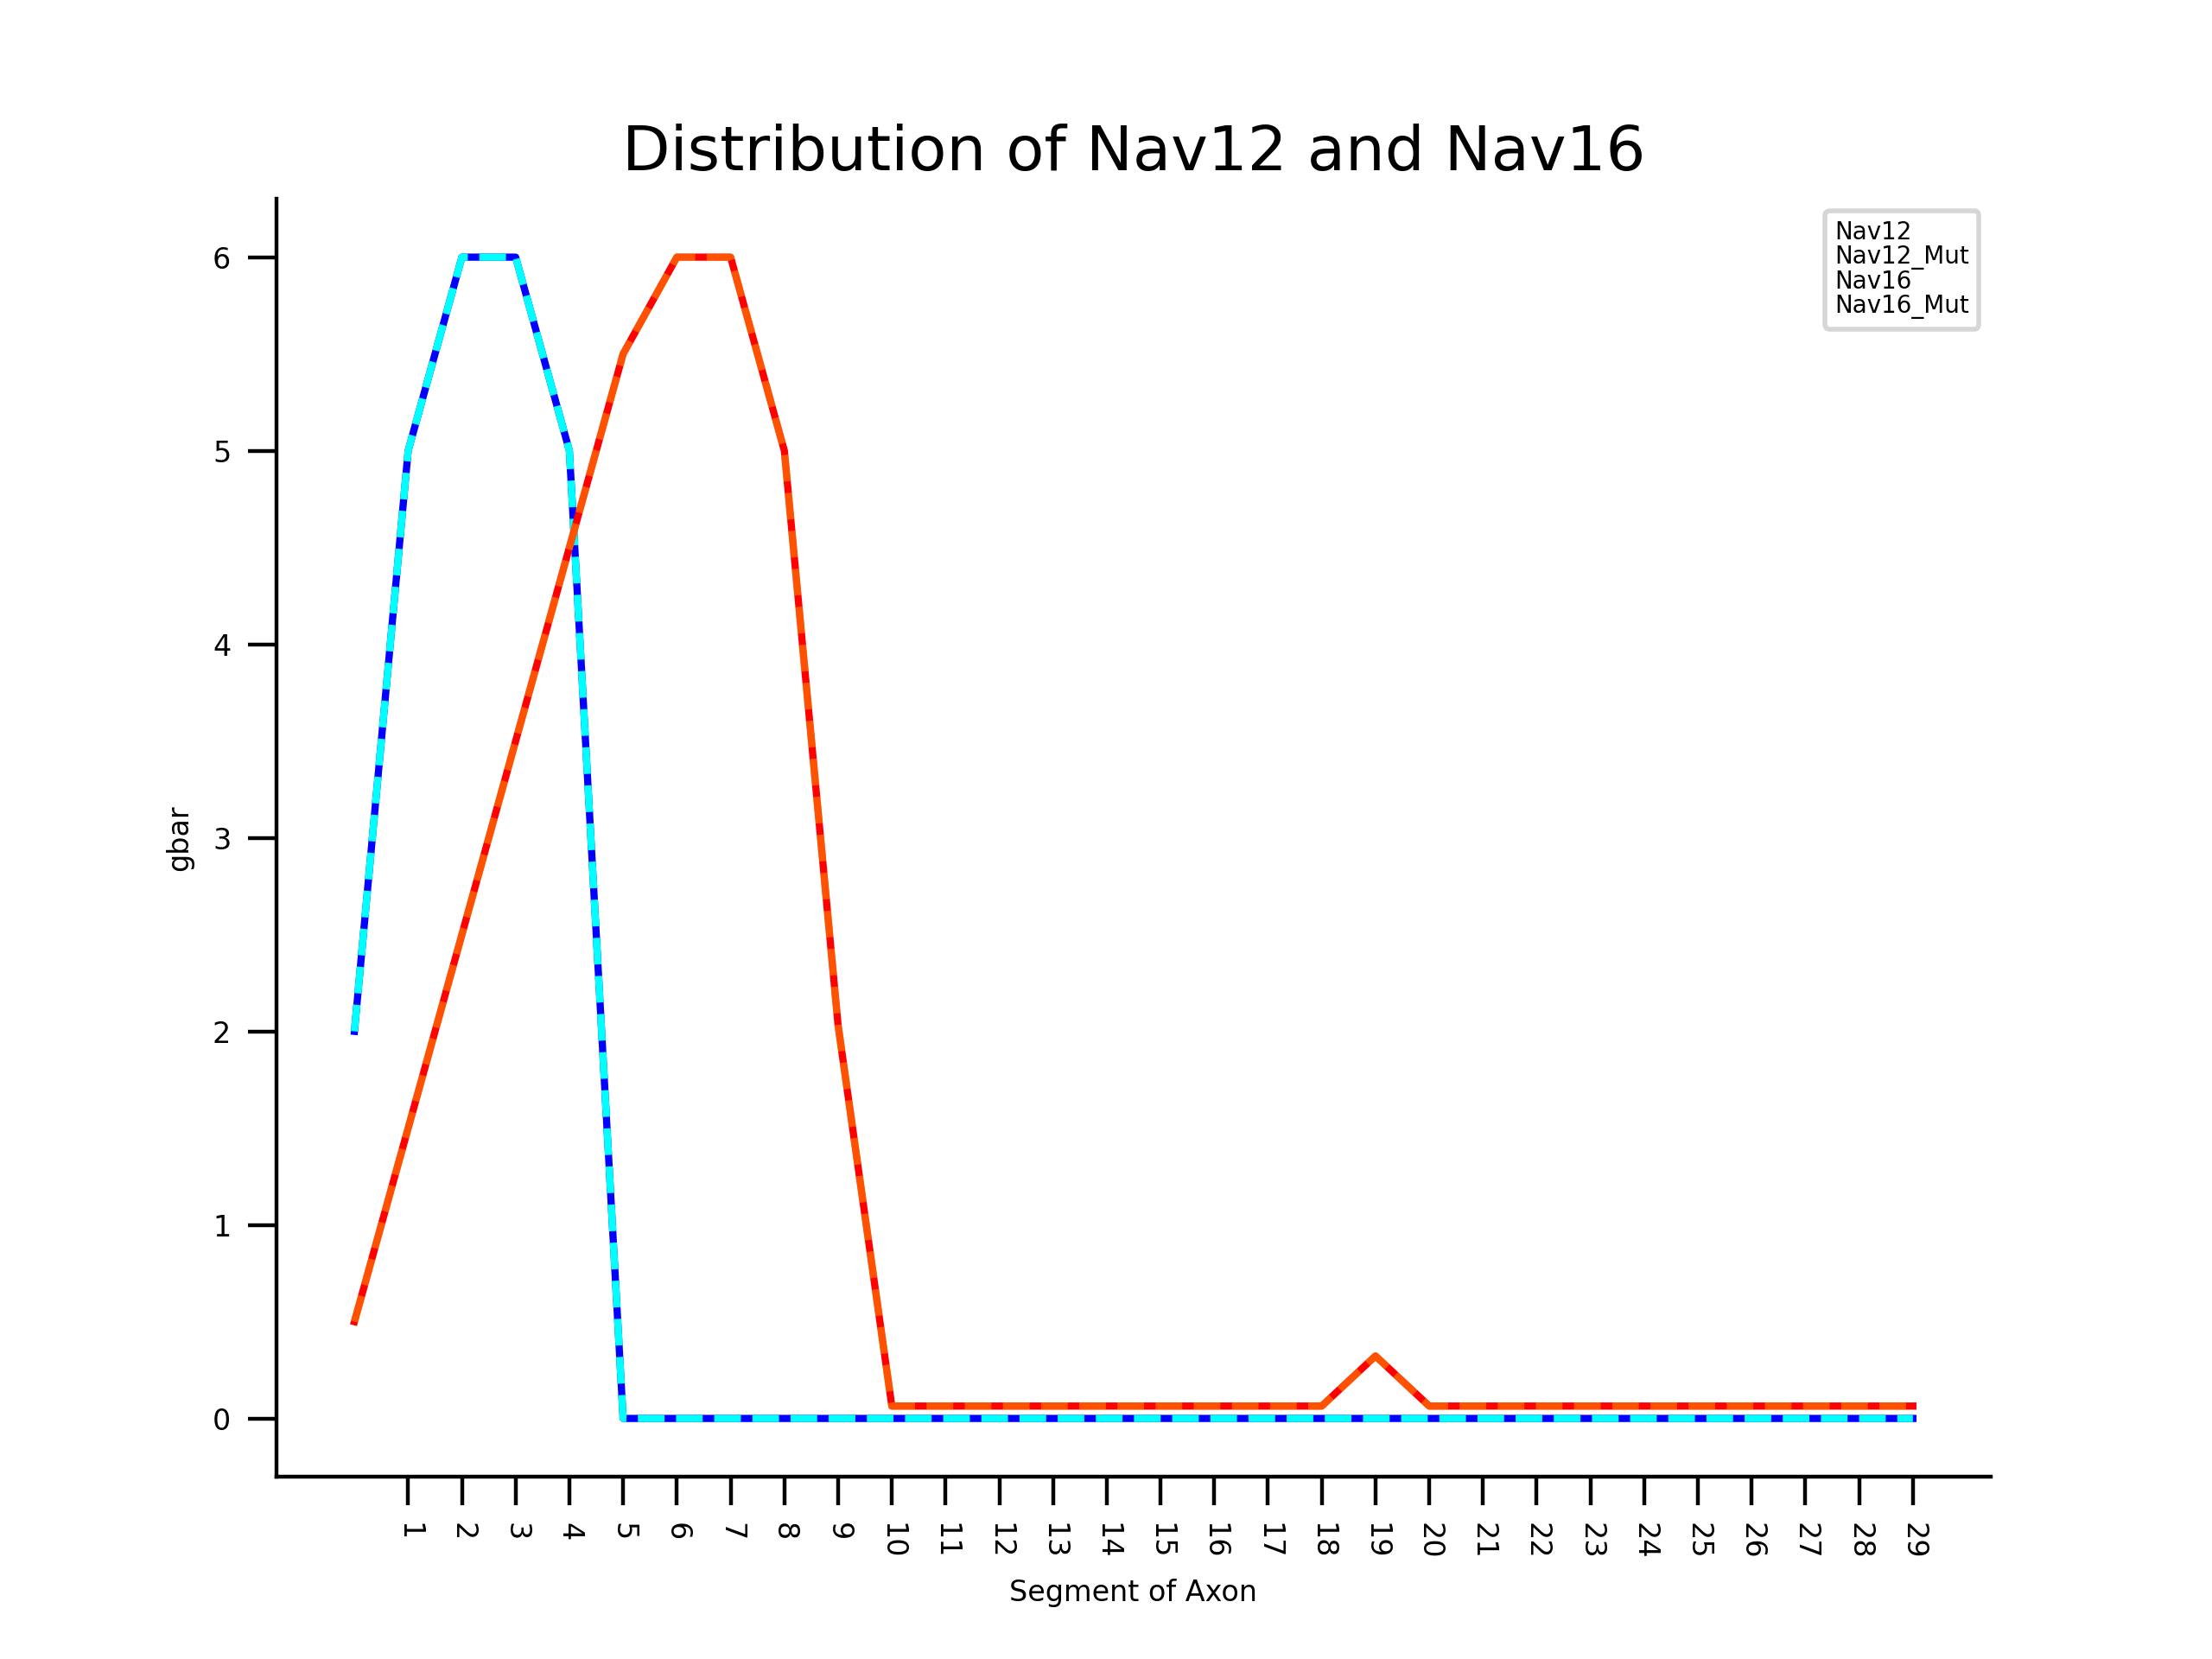 Distribution of Nav12 and Nav16
Nav12
Nav12_Mut
Nav16
Nav16_Mut
6
5
4
3
2
1
0
gbar
1 2 3 4 5 6 7 8 9 10 11 12 13 14 15 16 17 18 19 20 21 22 23 24 25 26 27 28 29
Segment of Axon